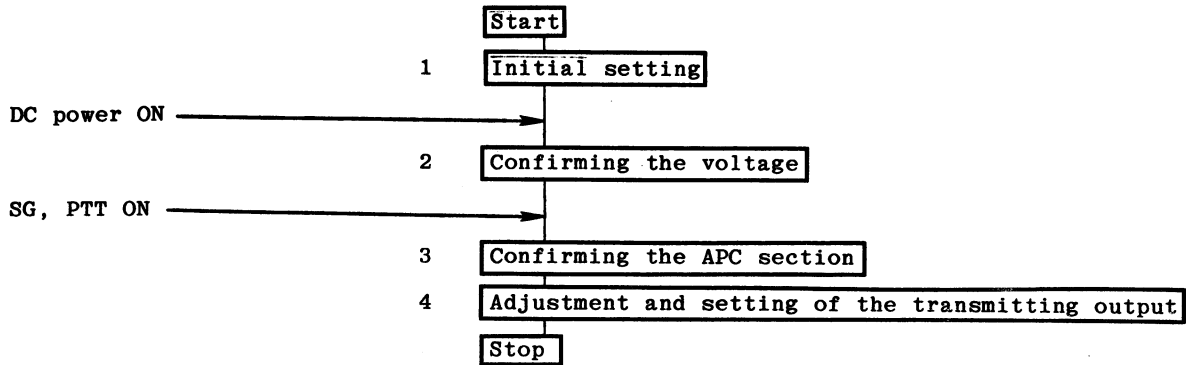 Start
1 Initial setting
DC power ON
2 Confirming the voltage
SG, PTT ON
3 Confirming the APC section
4 Adjustment and setting of the transmitting output
Stop